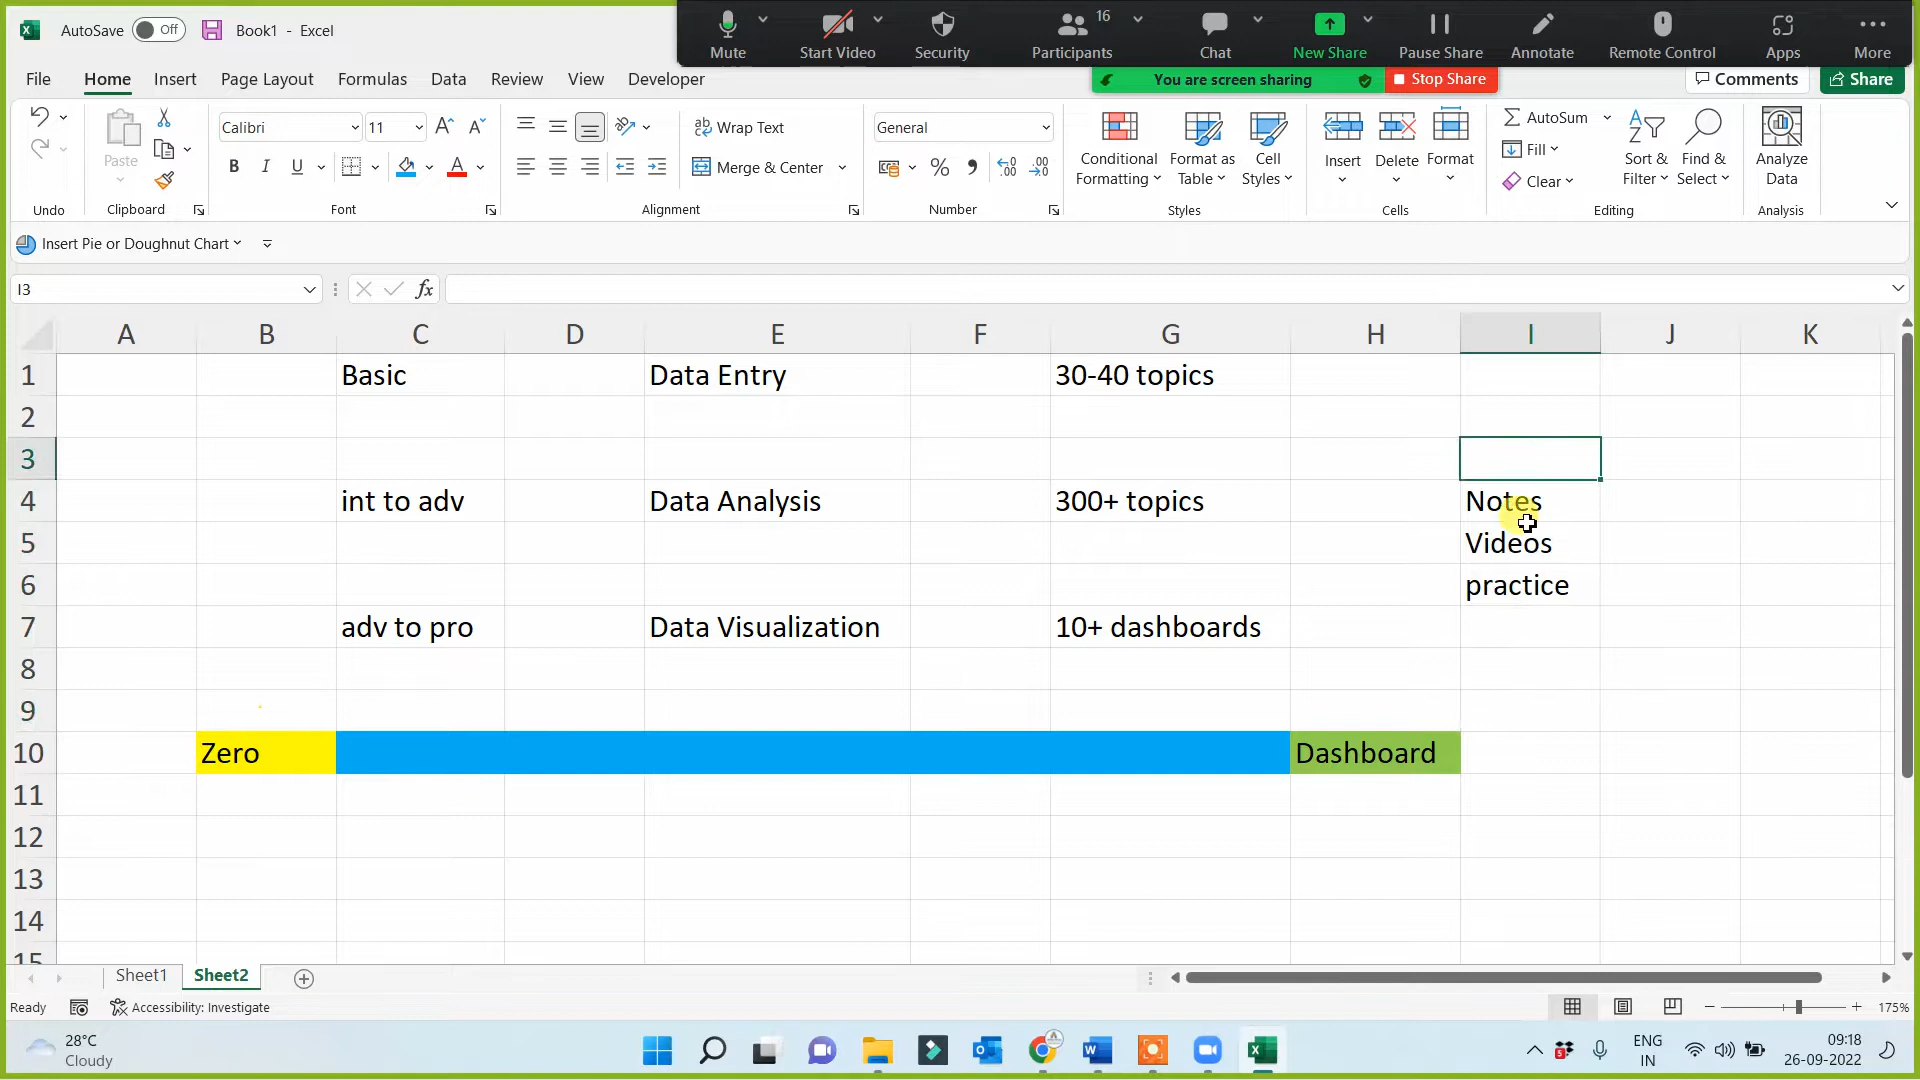 AutoSave Off Book1 - Excel
Mute Start Video Security 16 Participants Chat New Share Pause Share Annotate Remote Control Apps More
You are screen sharing Stop Share
File Home Insert Page Layout Formulas Data Review View Developer Comments Share
Calibri 11 Wrap Text General AutoSum
Paste B I U Merge & Center % Conditional Formatting Format as Table Cell Styles Insert Delete Format Fill Clear Sort & Filter Find & Select Analyze Data
Undo Clipboard Font Alignment Number Styles Cells Editing Analysis
Insert Pie or Doughnut Chart
I3 fx
A B C D E F G H I J K
1 Basic Data Entry 30-40 topics
2
3
4 int to adv Data Analysis 300+ topics Notes
5 Videos
6 practice
7 adv to pro Data Visualization 10+ dashboards
8
9
10 Zero Dashboard
11
12
13
14
15
Sheet1 Sheet2
Ready Accessibility: Investigate 175%
28°C
Cloudy
ENG
IN
09:18
26-09-2022